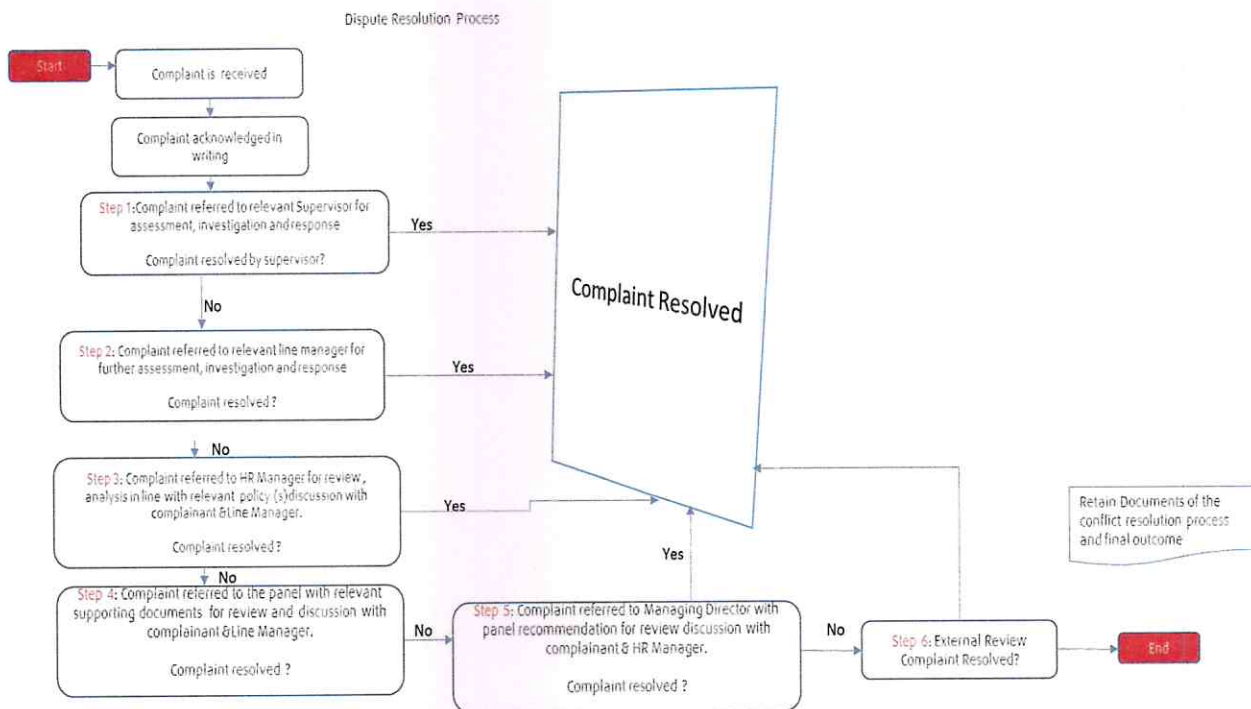 Dispute Resolution Process
Start
Complaint is received
Complaint acknowledged in
writing
Step 1:Complaint referred to relevant Supervisor for
assessment, investigation and response
Complaint resolved by supervisor?
Yes
No
Step 2: Complaint referred to relevant line manager for
further assessment, investigation and response
Complaint resolved ?
Yes
No
Step 3: Complaint referred to HR Manager for review ,
analysis in line with relevant policy (s)discussion with
complainant &Line Manager.
Complaint resolved ?
Yes
No
Step 4: Complaint referred to the panel with relevant
supporting documents for review and discussion with
complainant &Line Manager.
Complaint resolved ?
No
Step 5: Complaint referred to Managing Director with
panel recommendation for review discussion with
complainant & HR Manager.
Complaint resolved ?
Yes
No
Step 6: External Review
Complaint Resolved?
End
Complaint Resolved
Retain Documents of the
conflict resolution process
and final outcome